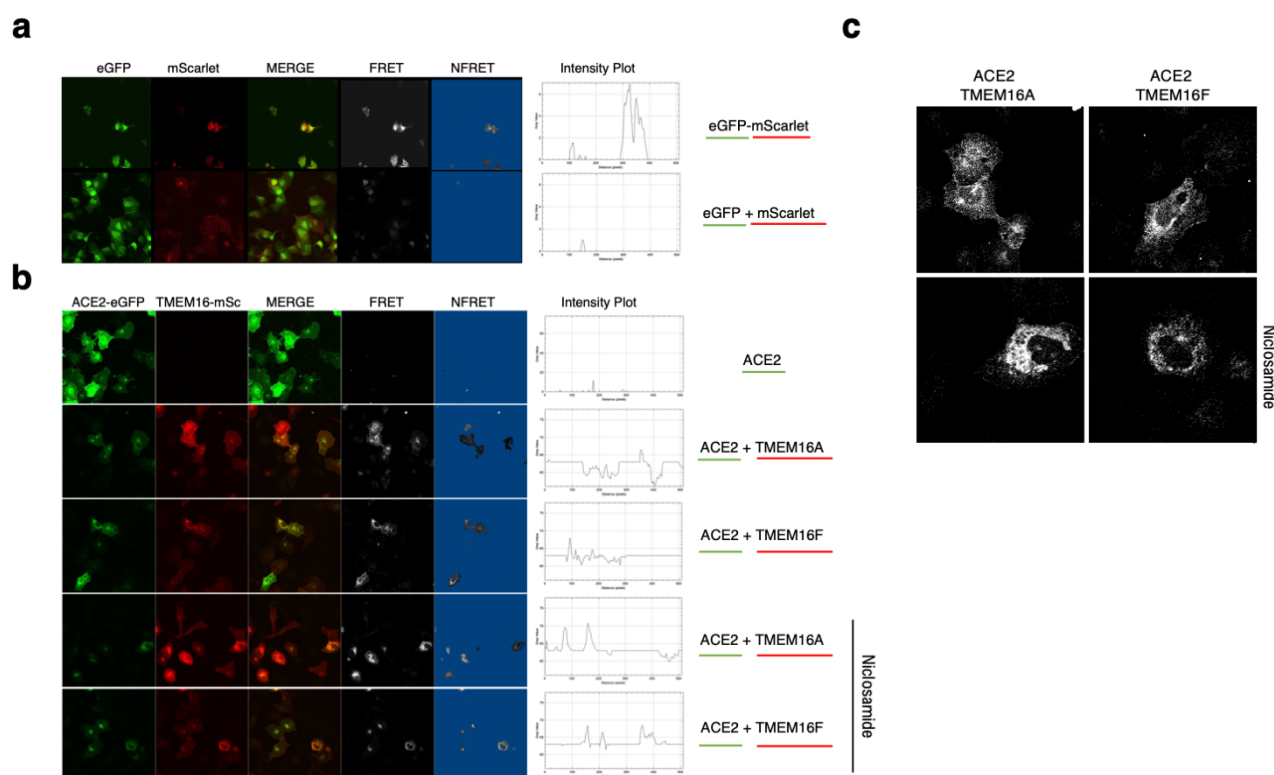 a
eGFP mScarlet MERGE FRET NFRET Intensity Plot
eGFP-mScarlet
eGFP + mScarlet
b
ACE2-eGFP TMEM16-mSc MERGE FRET NFRET Intensity Plot
ACE2
ACE2 + TMEM16A
ACE2 + TMEM16F
ACE2 + TMEM16A
ACE2 + TMEM16F
Niclosamide
c
ACE2 ACE2
TMEM16A TMEM16F
Niclosamide